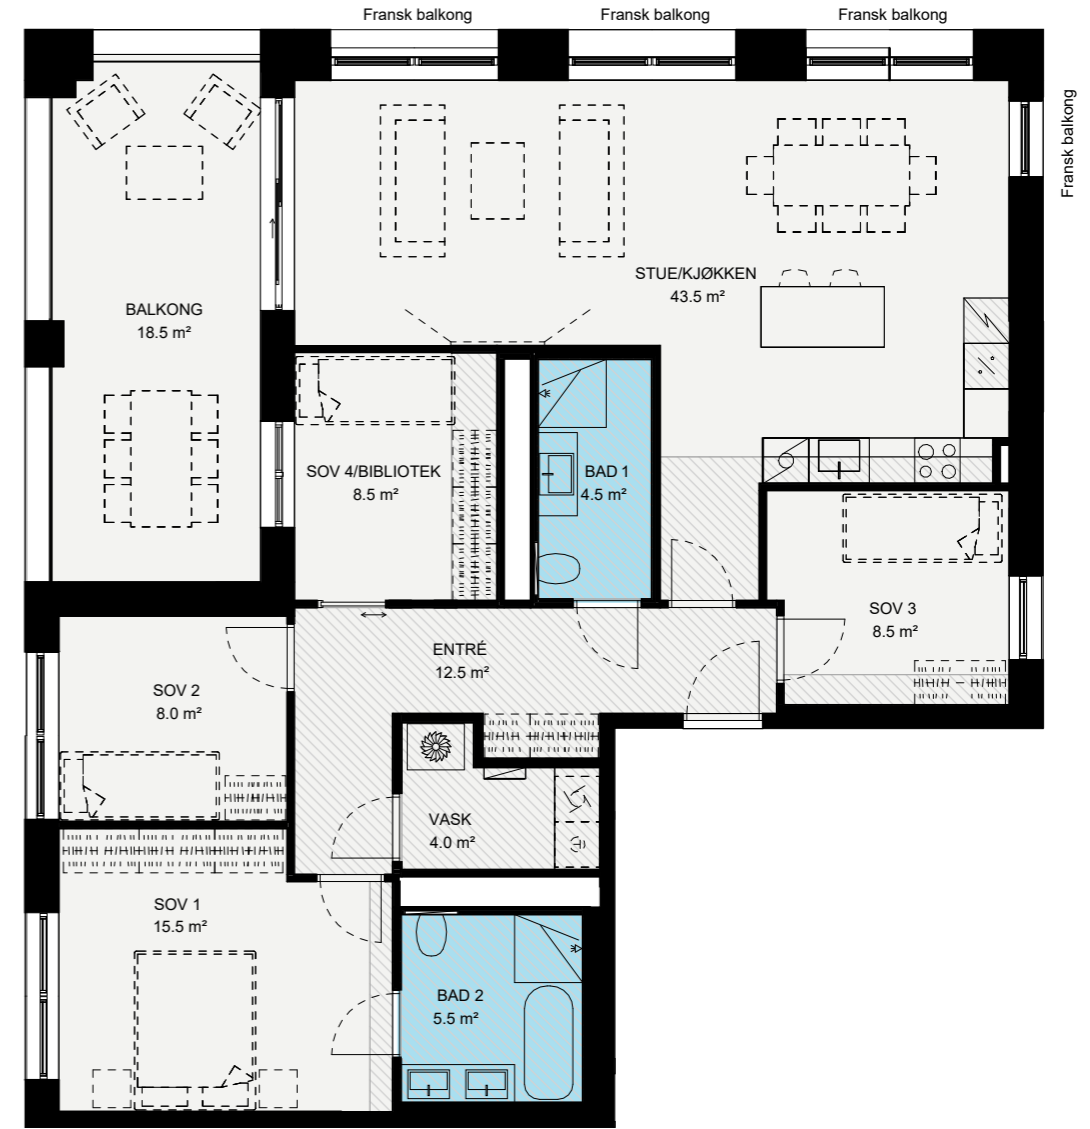 Fransk balkong
Fransk balkong
Fransk balkong
Fransk balkong
STUE/KJØKKEN
43.5 m²
BALKONG
18.5 m²
SOV 4/BIBLIOTEK
8.5 m²
BAD 1
4.5 m²
SOV 3
8.5 m²
ENTRÉ
12.5 m²
SOV 2
8.0 m²
VASK
4.0 m²
SOV 1
15.5 m²
BAD 2
5.5 m²